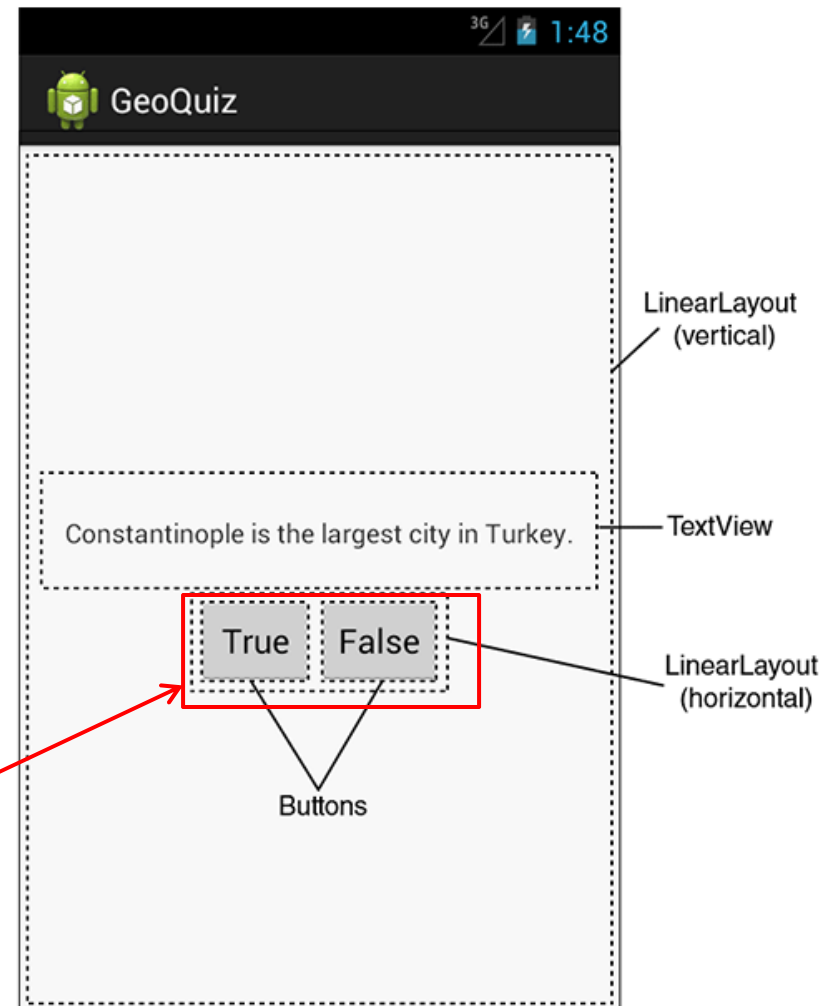 3G 1:48
GeoQuiz
LinearLayout
(vertical)
Constantinople is the largest city in Turkey.
TextView
True False
LinearLayout
(horizontal)
Buttons